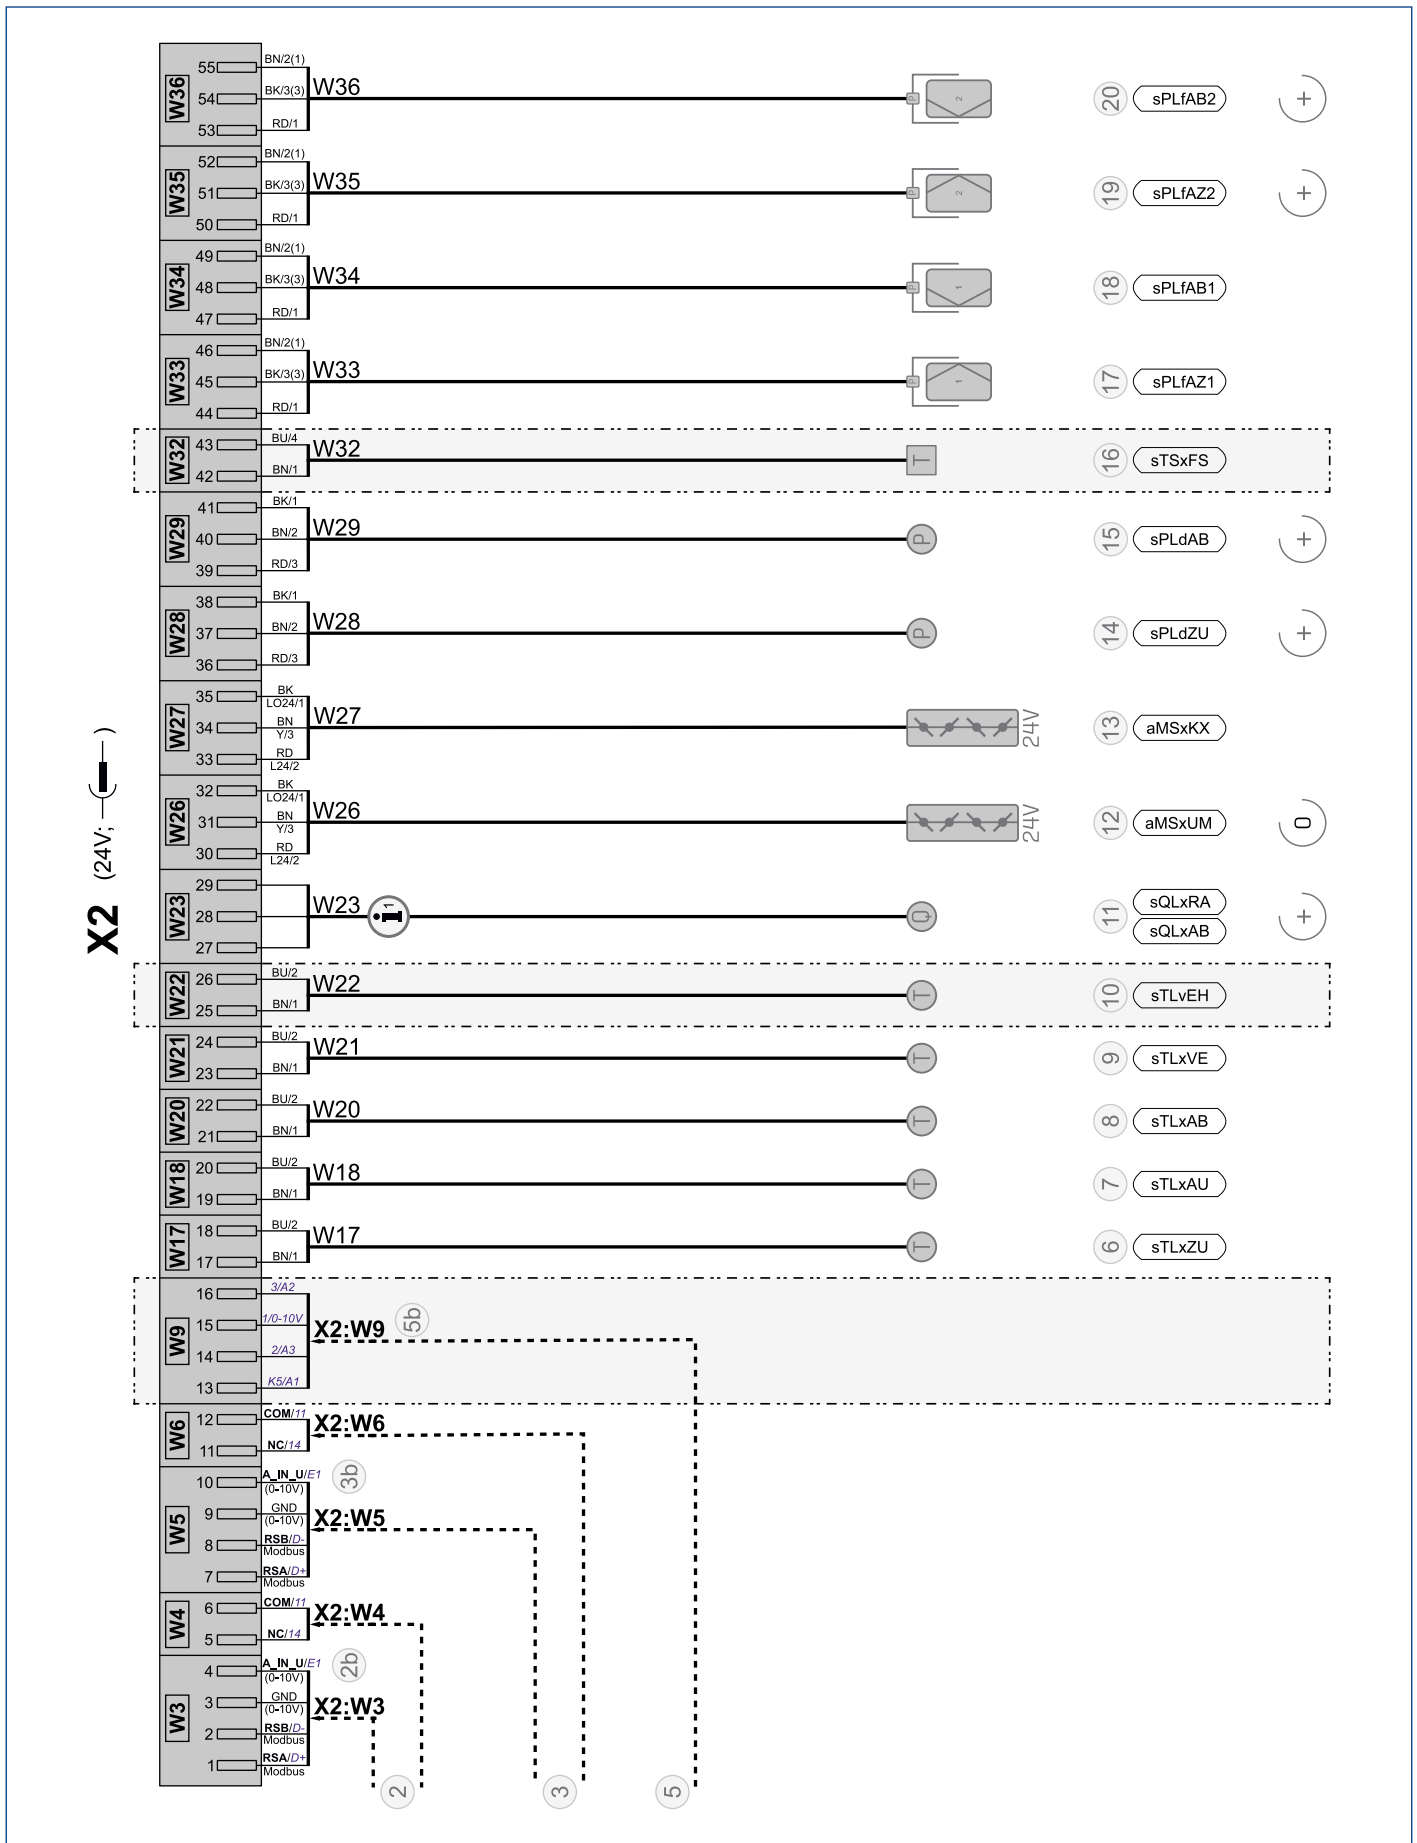 X2 (24V; )
W36
55 BN/2(1)
54 BK/3(3)
53 RD/1
W36
P
2
20 sPLfAB2 +
W35
52 BN/2(1)
51 BK/3(3)
50 RD/1
W35
P
2
19 sPLfAZ2 +
W34
49 BN/2(1)
48 BK/3(3)
47 RD/1
W34
P
1
18 sPLfAB1
W33
46 BN/2(1)
45 BK/3(3)
44 RD/1
W33
P
1
17 sPLfAZ1
W32
43 BU/4
42 BN/1
W32
T
16 sTSxFS
W29
41 BK/1
40 BN/2
39 RD/3
W29
P
15 sPLdAB +
W28
38 BK/1
37 BN/2
36 RD/3
W28
P
14 sPLdZU +
W27
35 BK
LO24/1
34 BN
Y/3
33 RD
L24/2
W27
24V
13 aMSxKX
W26
32 BK
LO24/1
31 BN
Y/3
30 RD
L24/2
W26
24V
12 aMSxUM 0
W23
29
28
27
W23
i1
Q
11 sQLxRA
sQLxAB +
W22
26 BU/2
25 BN/1
W22
T
10 sTLvEH
W21
24 BU/2
23 BN/1
W21
T
9 sTLxVE
W20
22 BU/2
21 BN/1
W20
T
8 sTLxAB
W18
20 BU/2
19 BN/1
W18
T
7 sTLxAU
W17
18 BU/2
17 BN/1
W17
T
6 sTLxZU
W9
16 3/A2
15 1/0-10V
14 2/A3
13 K5/A1
X2:W9 5b
W6
12 COM/11
11 NC/14
X2:W6
W5
10 A_IN_U/E1
(0-10V)
9 GND
(0-10V)
8 RSB/D-
Modbus
7 RSA/D+
Modbus
3b
X2:W5
W4
6 COM/11
5 NC/14
X2:W4
W3
4 A_IN_U/E1
(0-10V)
3 GND
(0-10V)
2 RSB/D-
Modbus
1 RSA/D+
Modbus
2b
X2:W3
2 3 5